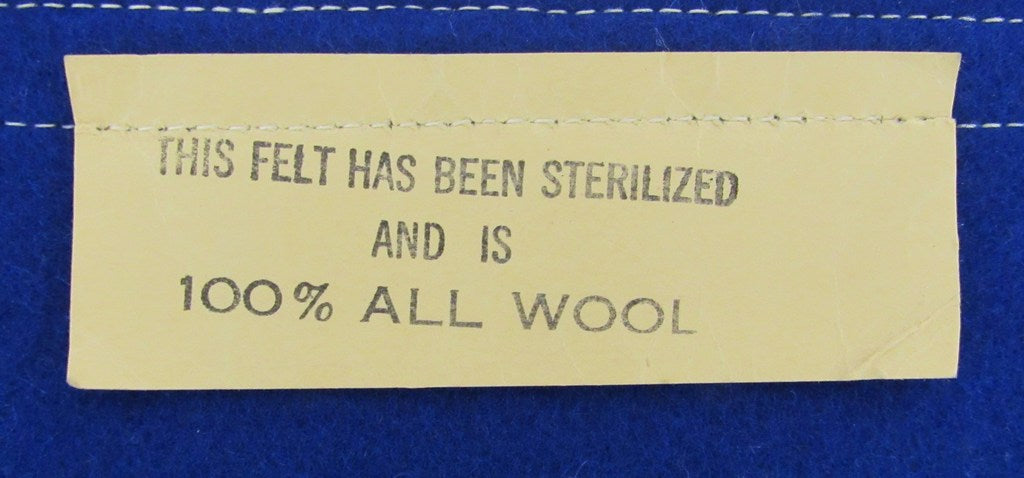 THIS FELT HAS BEEN STERILIZED
AND IS
100% ALL WOOL